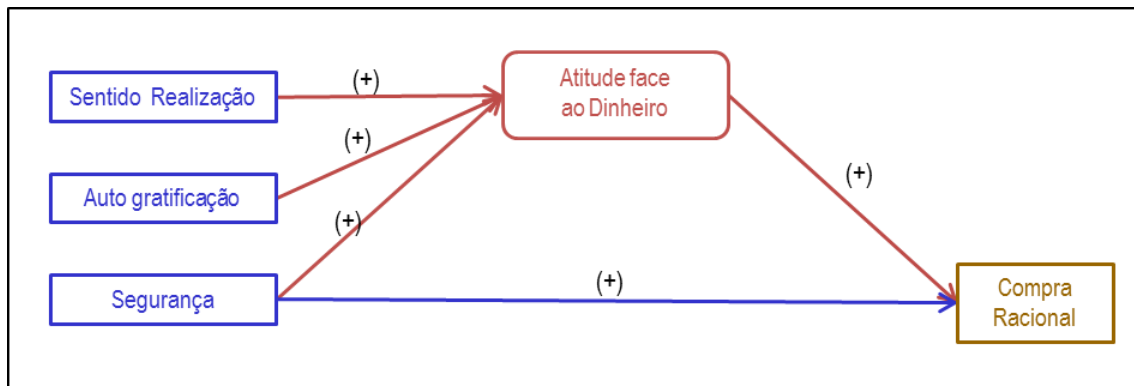 Sentido Realização
(+)
Atitude face
ao Dinheiro
(+)
Auto gratificação
(+)
(+)
Segurança
(+)
Compra
Racional